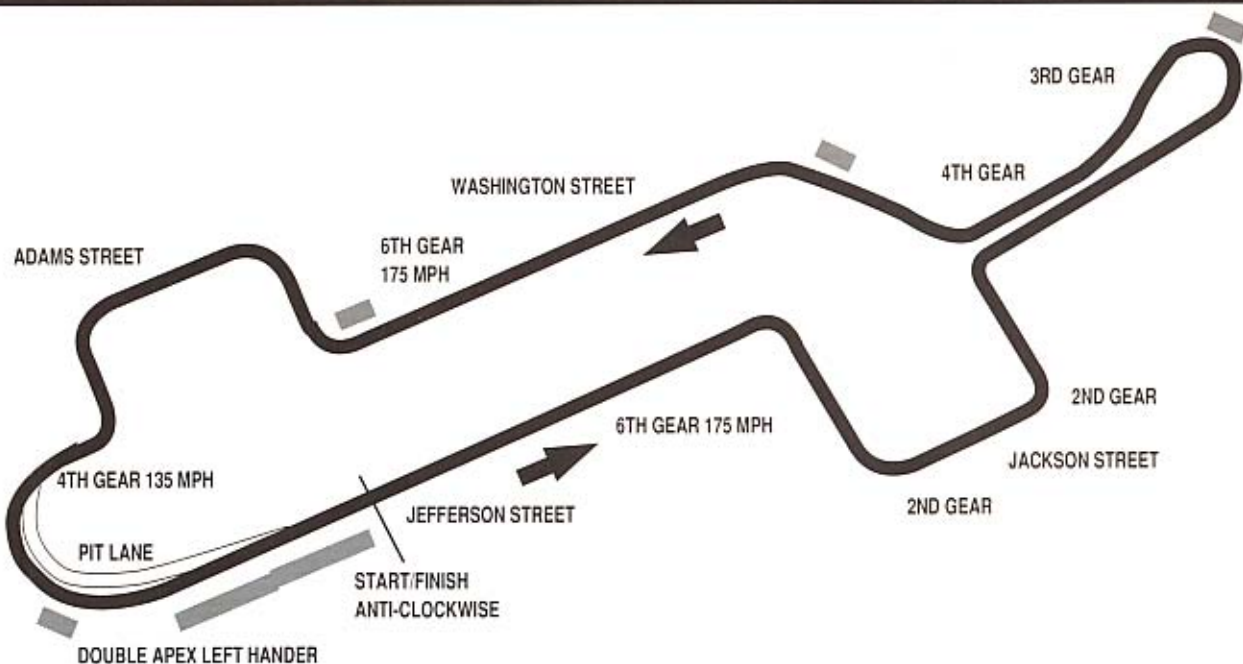 3RD GEAR
4TH GEAR
WASHINGTON STREET
ADAMS STREET
6TH GEAR
175 MPH
2ND GEAR
6TH GEAR 175 MPH
JACKSON STREET
4TH GEAR 135 MPH
2ND GEAR
JEFFERSON STREET
PIT LANE
START/FINISH
ANTI-CLOCKWISE
DOUBLE APEX LEFT HANDER